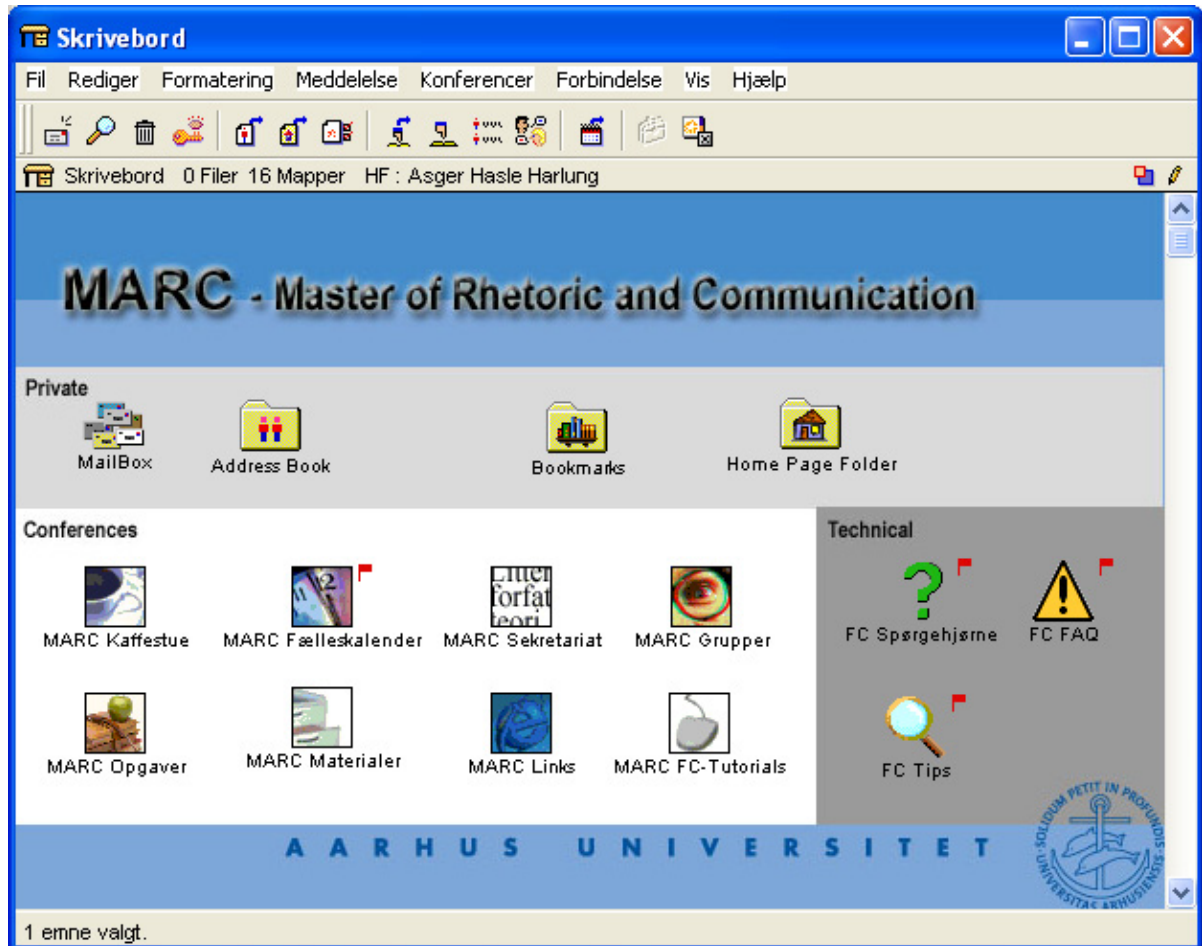 Skrivebord
Fil Rediger Formatering Meddelelse Konferencer Forbindelse Vis Hjælp
Skrivebord 0 Filer 16 Mapper HF : Asger Hasle Harlung
MARC - Master of Rhetoric and Communication
Private
MailBox Address Book Bookmarks Home Page Folder
Conferences
MARC Kaffestue MARC Fælleskalender MARC Sekretariat MARC Grupper
MARC Opgaver MARC Materialer MARC Links MARC FC-Tutorials
Technical
FC Spørgehjørne FC FAQ
FC Tips
AARHUS UNIVERSITET
SOLIDUM PETIT IN PROFUNDIS
UNIVERSITAS ARHUSIENSIS
1 emne valgt.